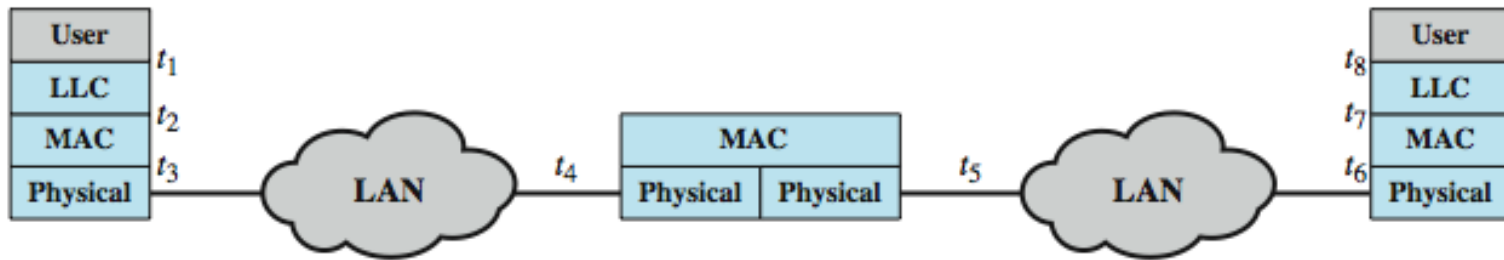 User
t1
LLC
t2
MAC
t3
Physical
LAN
t4
MAC
Physical Physical
t5
LAN
User
t8
LLC
t7
MAC
t6
Physical